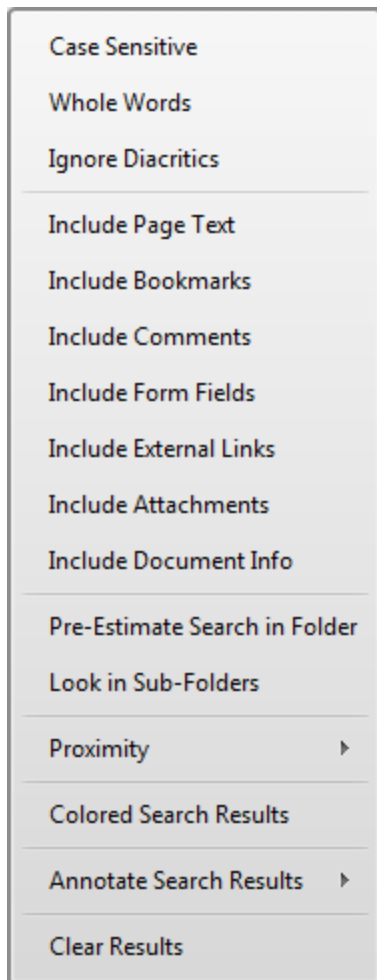 Case Sensitive
Whole Words
Ignore Diacritics
Include Page Text
Include Bookmarks
Include Comments
Include Form Fields
Include External Links
Include Attachments
Include Document Info
Pre-Estimate Search in Folder
Look in Sub-Folders
Proximity
Colored Search Results
Annotate Search Results
Clear Results